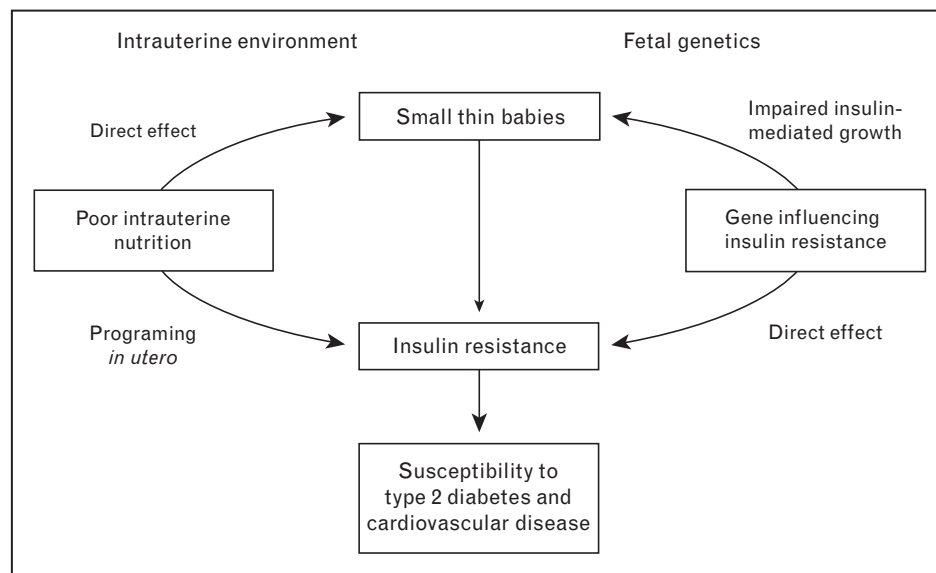 Intrauterine environment
Fetal genetics
Small thin babies
Direct effect
Impaired insulin-
mediated growth
Poor intrauterine
nutrition
Gene influencing
insulin resistance
Programing
in utero
Insulin resistance
Direct effect
Susceptibility to
type 2 diabetes and
cardiovascular disease